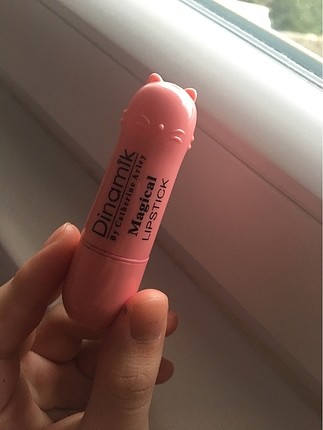 Dinamik
By Catherine Arley
Magical
LIPSTICK